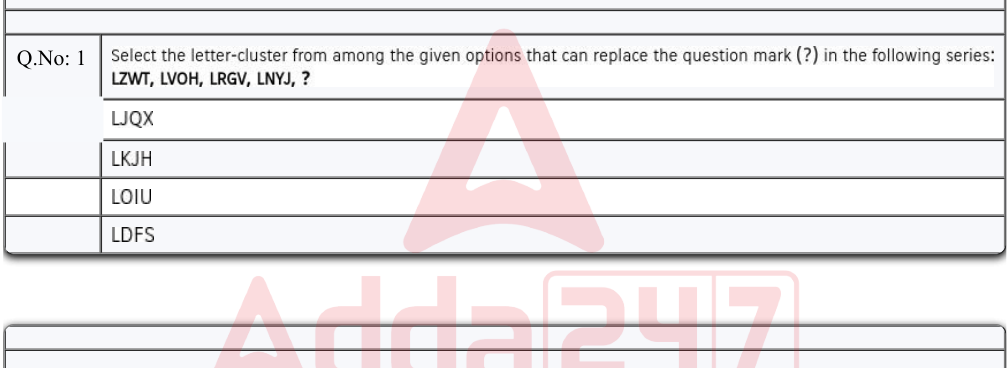 Q.No: 1
Select the letter-cluster from among the given options that can replace the question mark (?) in the following series:
LZWT, LVOH, LRGV, LNYJ, ?
LJQX
LKJH
LOIU
LDFS
Adda247